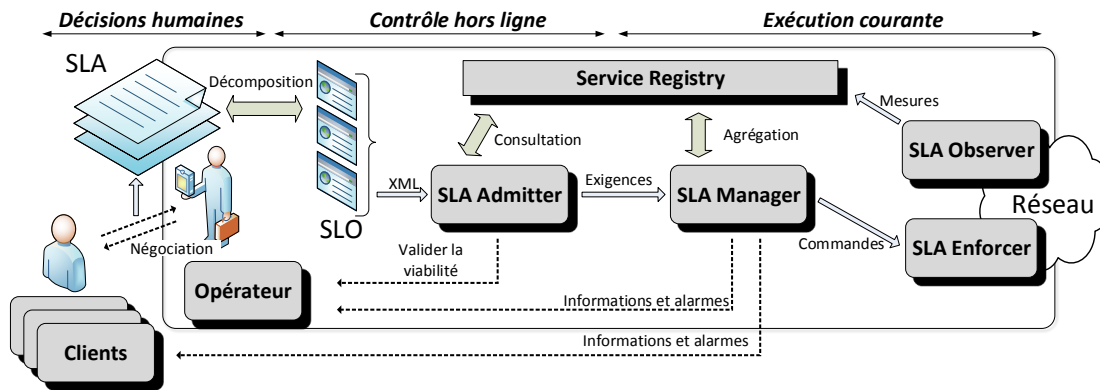 Décisions humaines
Contrôle hors ligne
Exécution courante
SLA
Décomposition
Service Registry
Mesures
Consultation
Agrégation
SLA Observer
XML
SLA Admitter
Exigences
SLA Manager
Réseau
SLO
Négociation
Commandes
SLA Enforcer
Valider la
viabilité
Opérateur
Informations et alarmes
Informations et alarmes
Clients